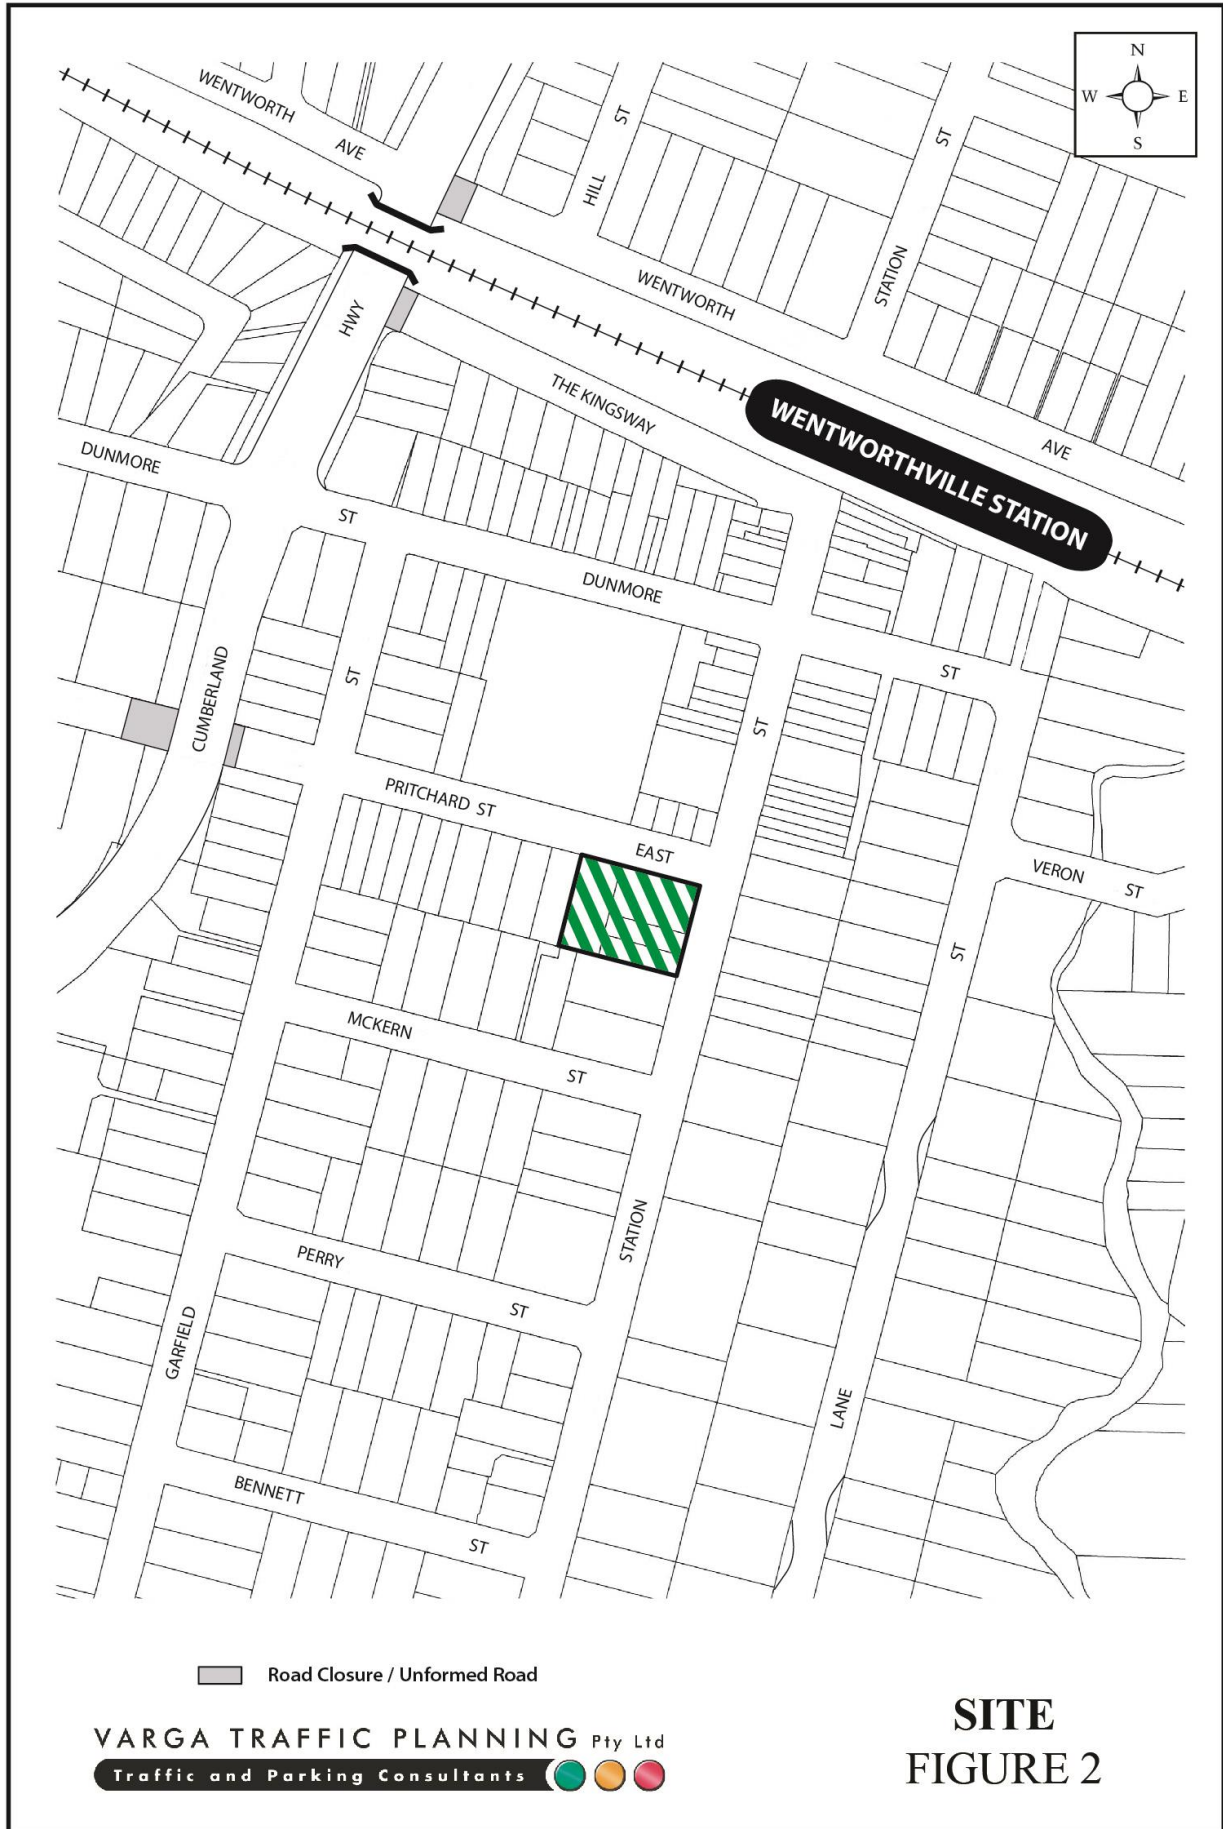 N
W E
S
WENTWORTH
AVE
HILL ST
STATION ST
HWY
WENTWORTH
AVE
THE KINGSWAY
WENTWORTHVILLE STATION
DUNMORE
ST
DUNMORE
ST
CUMBERLAND
ST
ST
PRITCHARD ST
EAST
VERON ST
ST
MCKERN
ST
STATION
PERRY
ST
GARFIELD
LANE
BENNETT
ST
Road Closure / Unformed Road
VARGA TRAFFIC PLANNING Pty Ltd
Traffic and Parking Consultants
SITE
FIGURE 2